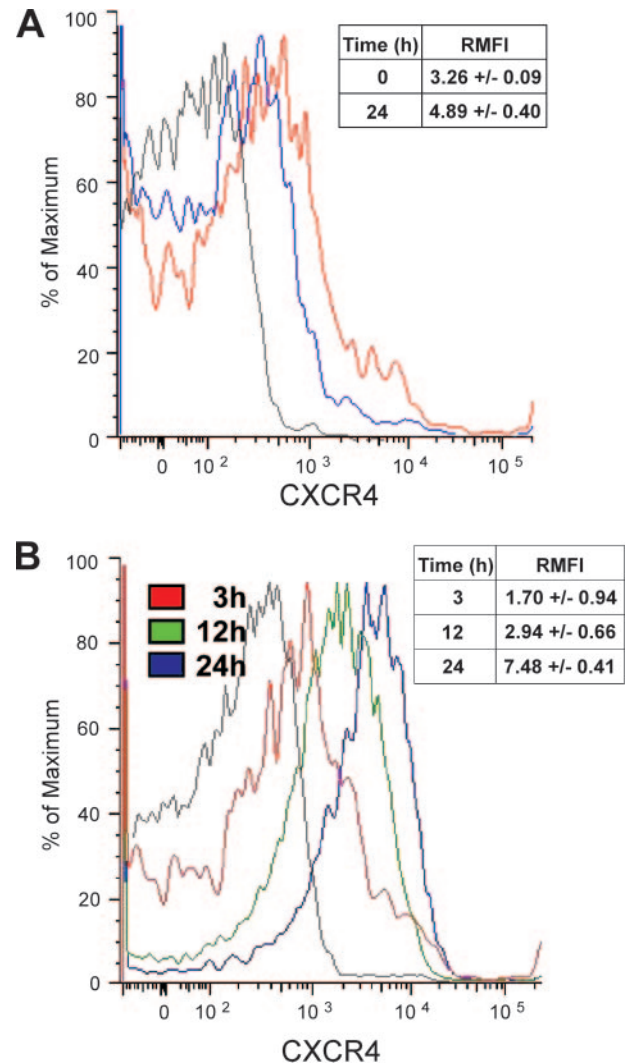 A
% of Maximum
100
80
60
40
20
0
0 10 2 10 3 10 4 10 5
CXCR4
Time (h) RMFI
0 3.26 +/- 0.09
24 4.89 +/- 0.40
B
% of Maximum
100
80
60
40
20
0
0 10 2 10 3 10 4 10 5
CXCR4
3h
12h
24h
Time (h) RMFI
3 1.70 +/- 0.94
12 2.94 +/- 0.66
24 7.48 +/- 0.41